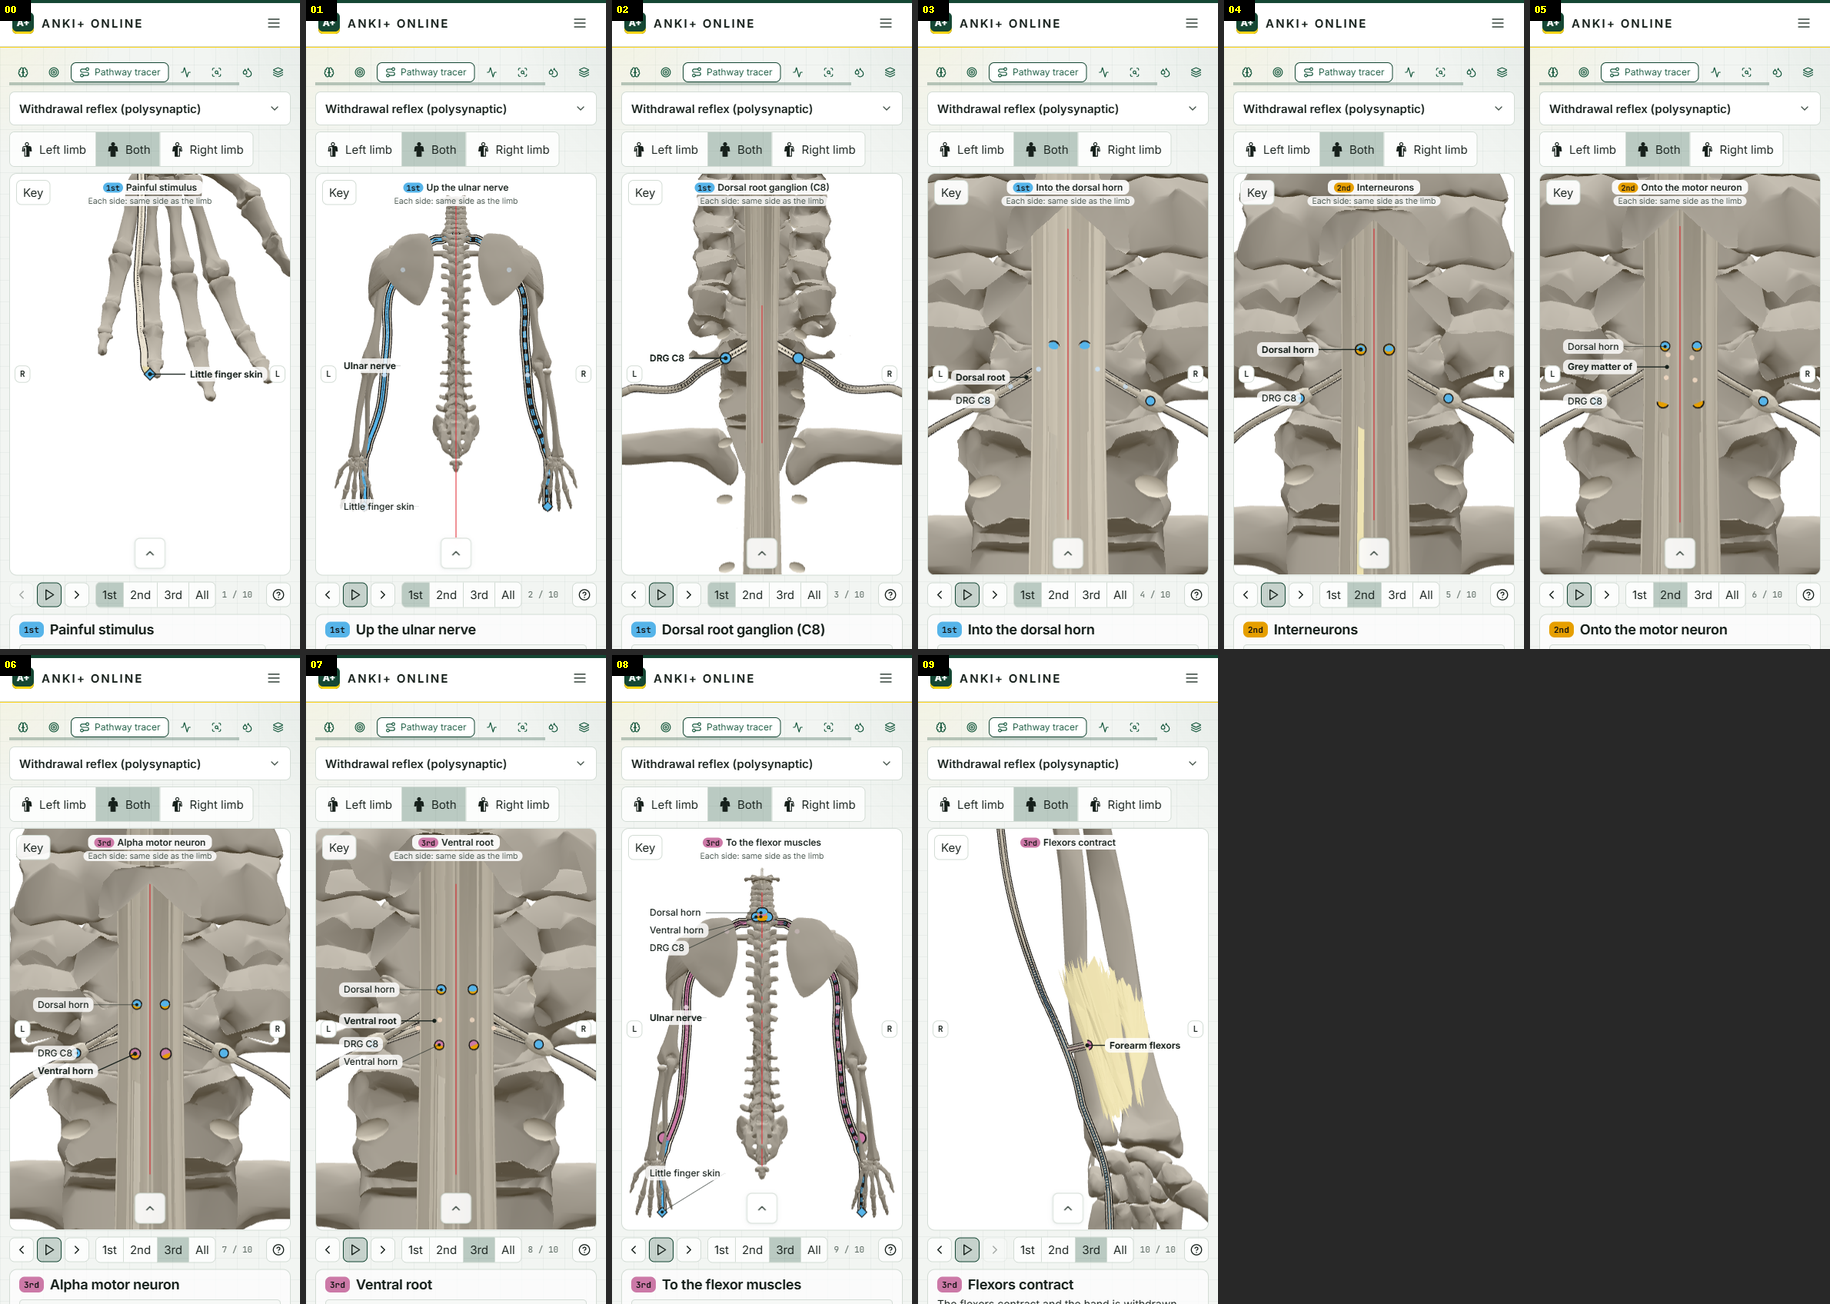 00
A+ ANKI+ ONLINE
Pathway tracer
Withdrawal reflex (polysynaptic)
Left limb Both Right limb
Key
1st Painful stimulus
Each side: same side as the limb
R
Little finger skin L
1st 2nd 3rd All 1 / 10
1st Painful stimulus
01
ANKI+ ONLINE
Pathway tracer
Withdrawal reflex (polysynaptic)
Left limb Both Right limb
Key
1st Up the ulnar nerve
Each side: same side as the limb
Ulnar nerve
L R
Little finger skin
1st 2nd 3rd All 2 / 10
1st Up the ulnar nerve
02
A+ ANKI+ ONLINE
Pathway tracer
Withdrawal reflex (polysynaptic)
Left limb Both Right limb
Key
1st Dorsal root ganglion (C8)
Each side: same side as the limb
DRG C8
L R
1st 2nd 3rd All 3 / 10
1st Dorsal root ganglion (C8)
03
A+ ANKI+ ONLINE
Pathway tracer
Withdrawal reflex (polysynaptic)
Left limb Both Right limb
Key
1st Into the dorsal horn
Each side: same side as the limb
L Dorsal root R
DRG C8
1st 2nd 3rd All 4 / 10
1st Into the dorsal horn
04
A+ ANKI+ ONLINE
Pathway tracer
Withdrawal reflex (polysynaptic)
Left limb Both Right limb
Key
2nd Interneurons
Each side: same side as the limb
Dorsal horn
L R
DRG C8
1st 2nd 3rd All 5 / 10
2nd Interneurons
05
A+ ANKI+ ONLINE
Pathway tracer
Withdrawal reflex (polysynaptic)
Left limb Both Right limb
Key
2nd Onto the motor neuron
Each side: same side as the limb
Dorsal horn
Grey matter of
L R
DRG C8
1st 2nd 3rd All 6 / 10
2nd Onto the motor neuron
06
A+ ANKI+ ONLINE
Pathway tracer
Withdrawal reflex (polysynaptic)
Left limb Both Right limb
Key
3rd Alpha motor neuron
Each side: same side as the limb
Dorsal horn
L R
DRG C8
Ventral horn
1st 2nd 3rd All 7 / 10
3rd Alpha motor neuron
07
A+ ANKI+ ONLINE
Pathway tracer
Withdrawal reflex (polysynaptic)
Left limb Both Right limb
Key
3rd Ventral root
Each side: same side as the limb
Dorsal horn
Ventral root
L R
DRG C8
Ventral horn
1st 2nd 3rd All 8 / 10
3rd Ventral root
08
A+ ANKI+ ONLINE
Pathway tracer
Withdrawal reflex (polysynaptic)
Left limb Both Right limb
Key
3rd To the flexor muscles
Each side: same side as the limb
Dorsal horn
Ventral horn
DRG C8
Ulnar nerve
L R
Little finger skin
1st 2nd 3rd All 9 / 10
3rd To the flexor muscles
09
A+ ANKI+ ONLINE
Pathway tracer
Withdrawal reflex (polysynaptic)
Left limb Both Right limb
Key
3rd Flexors contract
R L
Forearm flexors
1st 2nd 3rd All 10 / 10
3rd Flexors contract
The flexors contract and the hand is withdrawn